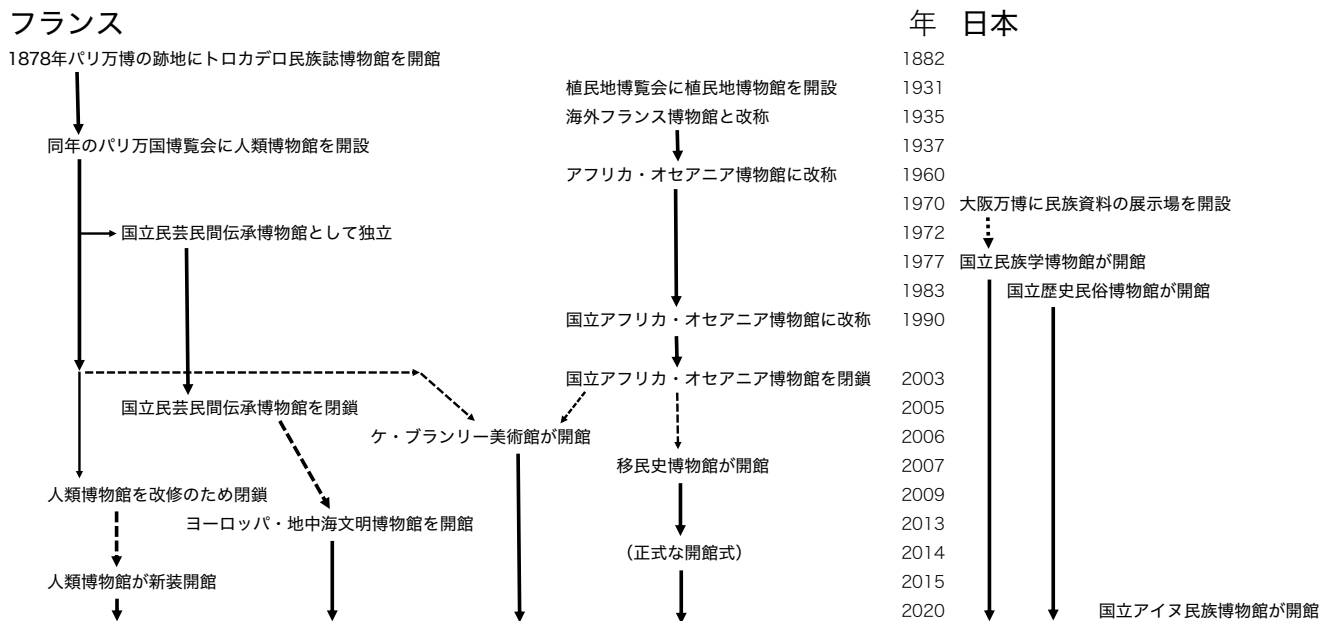 フランス 年 日本
1878年パリ万博の跡地にトロカデロ民族誌博物館を開館 1882
植民地博覧会に植民地博物館を開設 1931
海外フランス博物館と改称 1935
同年のパリ万国博覧会に人類博物館を開設 1937
アフリカ・オセアニア博物館に改称 1960
1970 大阪万博に民族資料の展示場を開設
国立民芸民間伝承博物館として独立 1972
1977 国立民族学博物館が開館
1983 国立歴史民俗博物館が開館
国立アフリカ・オセアニア博物館に改称 1990
国立アフリカ・オセアニア博物館を閉鎖 2003
国立民芸民間伝承博物館を閉鎖 2005
ケ・ブランリー美術館が開館 2006
移民史博物館が開館 2007
人類博物館を改修のため閉鎖 2009
ヨーロッパ・地中海文明博物館を開館 2013
（正式な開館式） 2014
人類博物館が新装開館 2015
2020 国立アイヌ民族博物館が開館